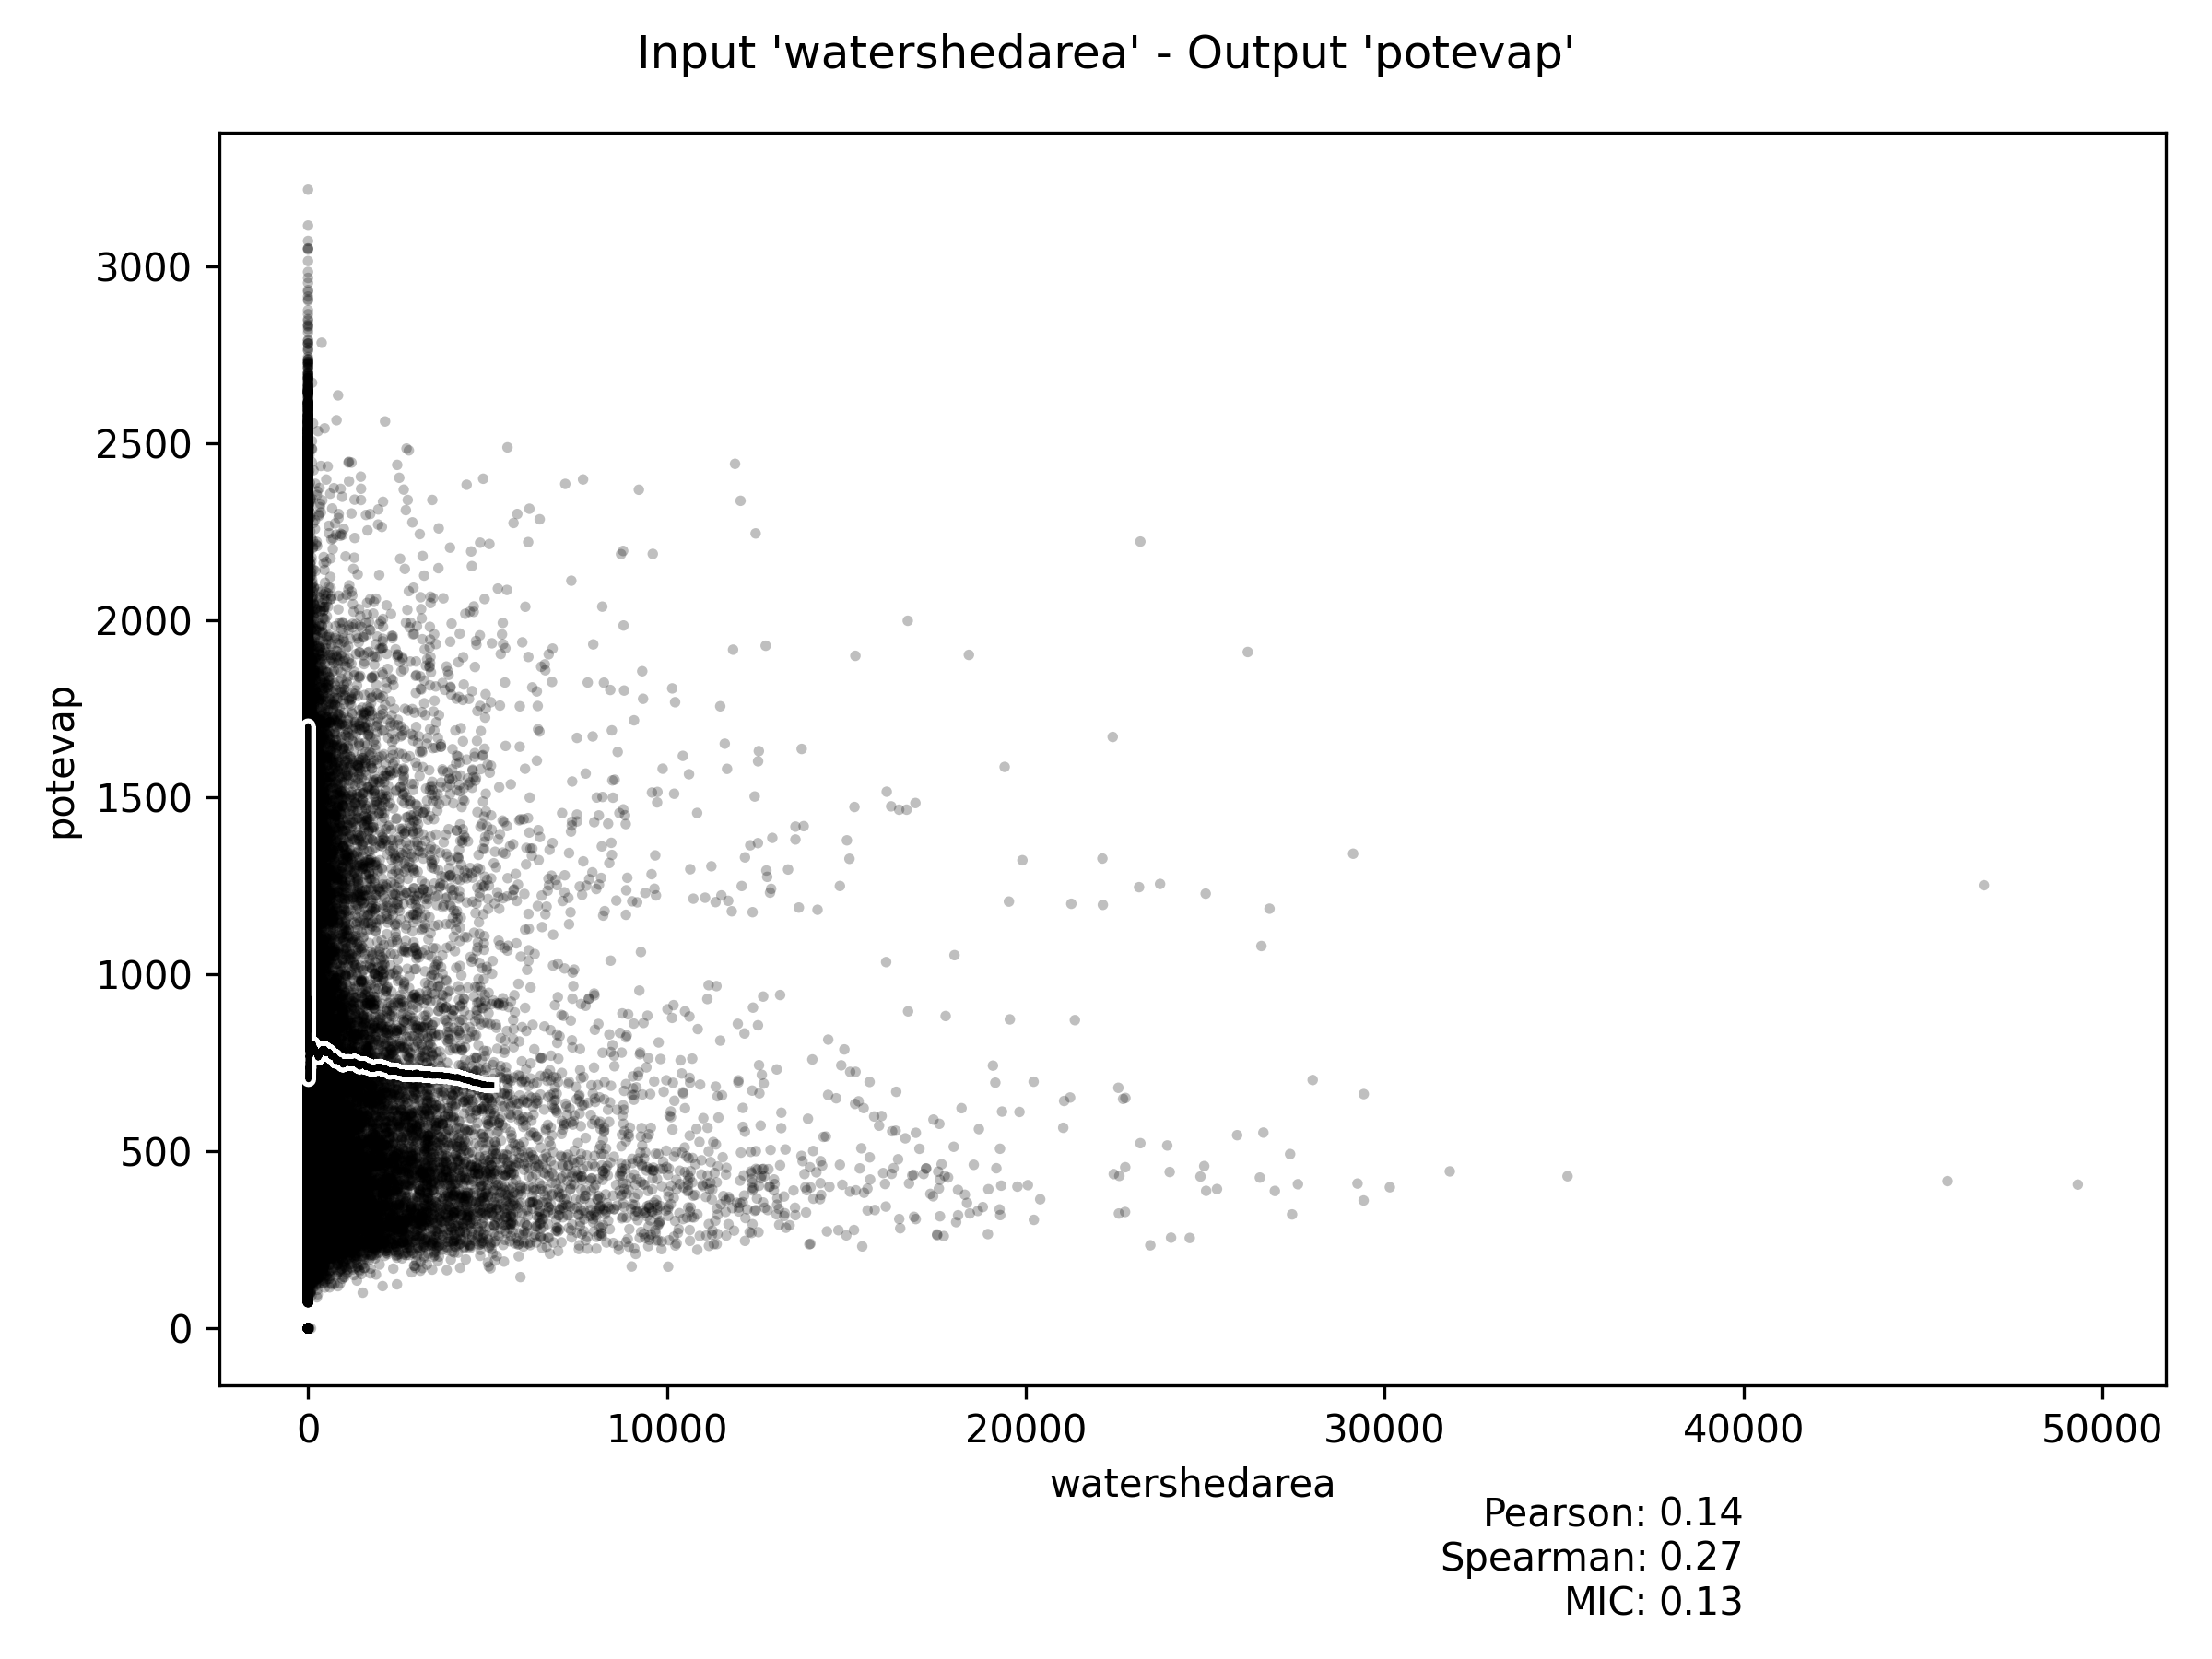 Input 'watershedarea' - Output 'potevap'
3000
2500
2000
1500
1000
500
0
potevap
0 10000 20000 30000 40000 50000
watershedarea
Pearson: 0.14
Spearman: 0.27
MIC: 0.13